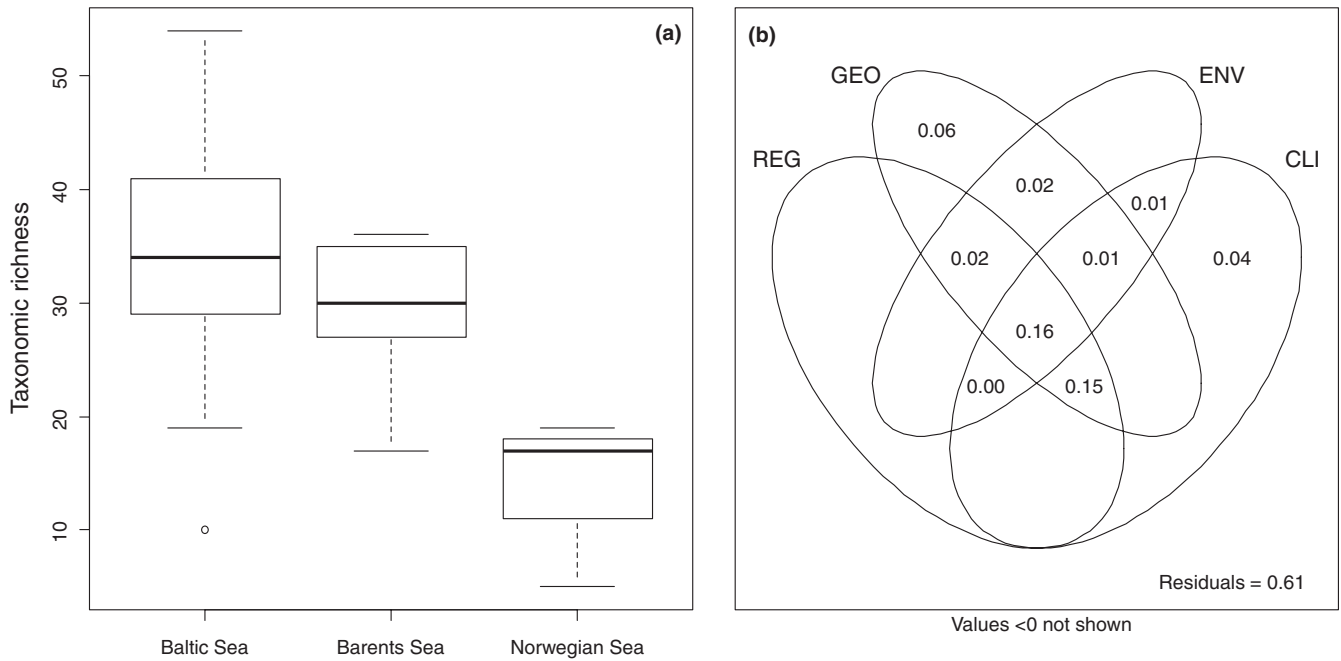 (a)
Taxonomic richness
50
40
30
20
10
Baltic Sea
Barents Sea
Norwegian Sea
(b)
GEO
ENV
REG
CLI
0.06
0.02
0.01
0.02
0.01
0.04
0.16
0.00
0.15
Residuals = 0.61
Values <0 not shown